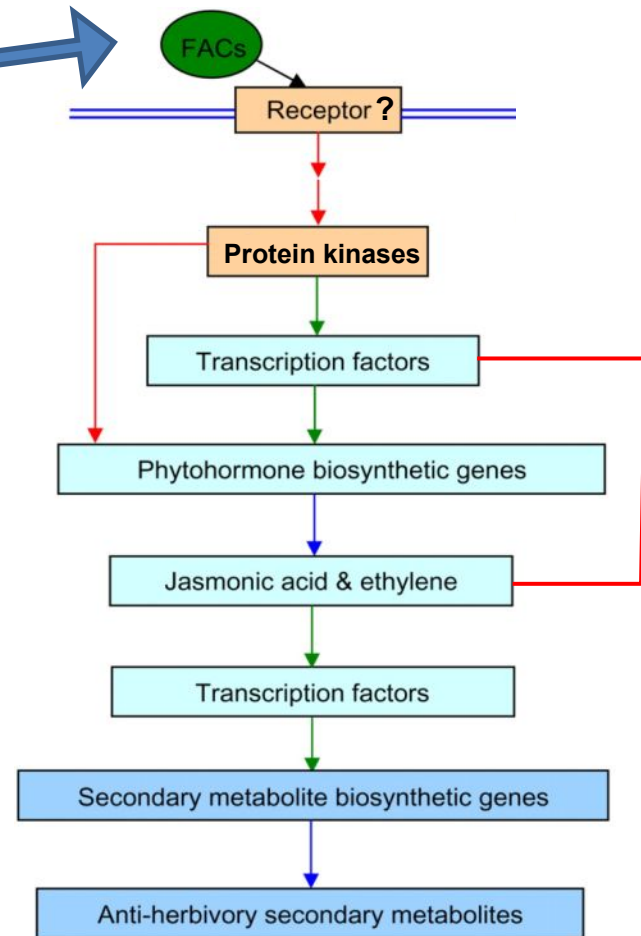 FACs
Receptor ?
Protein kinases
Transcription factors
Phytohormone biosynthetic genes
Jasmonic acid & ethylene
Transcription factors
Secondary metabolite biosynthetic genes
Anti-herbivory secondary metabolites